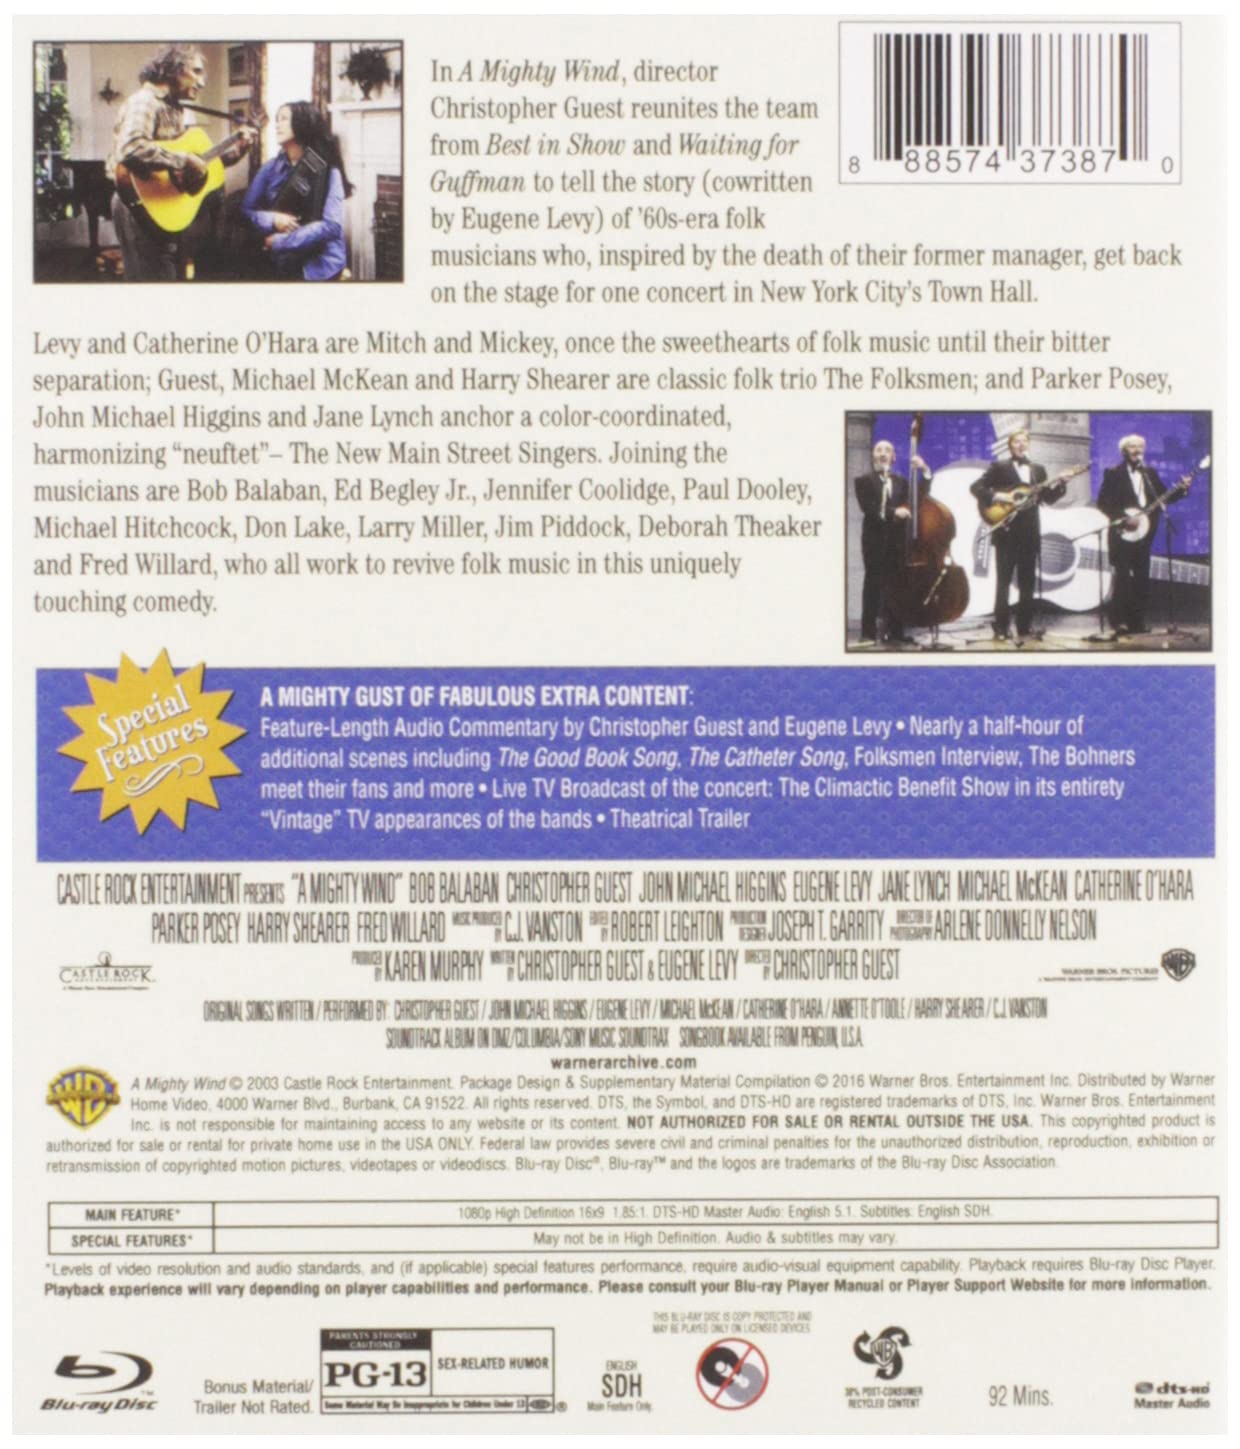 In A Mighty Wind, director
Christopher Guest reunites the team
from Best in Show and Waiting for
Guffman to tell the story (cowritten
by Eugene Levy) of '60s-era folk
musicians who, inspired by the death of their former manager, get back
on the stage for one concert in New York City's Town Hall.
8 88574 37387 0
Levy and Catherine O'Hara are Mitch and Mickey, once the sweethearts of folk music until their bitter
separation; Guest, Michael McKean and Harry Shearer are classic folk trio The Folksmen; and Parker Posey,
John Michael Higgins and Jane Lynch anchor a color-coordinated,
harmonizing “neuftet”– The New Main Street Singers. Joining the
musicians are Bob Balaban, Ed Begley Jr., Jennifer Coolidge, Paul Dooley,
Michael Hitchcock, Don Lake, Larry Miller, Jim Piddock, Deborah Theaker
and Fred Willard, who all work to revive folk music in this uniquely
touching comedy.
Special
Features
A MIGHTY GUST OF FABULOUS EXTRA CONTENT:
Feature-Length Audio Commentary by Christopher Guest and Eugene Levy • Nearly a half-hour of
additional scenes including The Good Book Song, The Catheter Song, Folksmen Interview, The Bohners
meet their fans and more • Live TV Broadcast of the concert: The Climactic Benefit Show in its entirety
“Vintage” TV appearances of the bands • Theatrical Trailer
CASTLE ROCK ENTERTAINMENT PRESENTS “A MIGHTY WIND” BOB BALABAN CHRISTOPHER GUEST JOHN MICHAEL HIGGINS EUGENE LEVY JANE LYNCH MICHAEL McKEAN CATHERINE O'HARA
PARKER POSEY HARRY SHEARER FRED WILLARD MUSIC PRODUCED BY C.J. VANSTON EDITED BY ROBERT LEIGHTON PRODUCTION DESIGNER JOSEPH T. GARRITY DIRECTOR OF PHOTOGRAPHY ARLENE DONNELLY NELSON
PRODUCED BY KAREN MURPHY WRITTEN BY CHRISTOPHER GUEST & EUGENE LEVY DIRECTED BY CHRISTOPHER GUEST
CASTLE ROCK
ENTERTAINMENT
WARNER BROS. PICTURES
ORIGINAL SONGS WRITTEN / PERFORMED BY: CHRISTOPHER GUEST / JOHN MICHAEL HIGGINS / EUGENE LEVY / MICHAEL McKEAN / CATHERINE O'HARA / ANNETTE O'TOOLE / HARRY SHEARER / C.J. VANSTON
SOUNDTRACK ALBUM ON DMZ/COLUMBIA/SONY MUSIC SOUNDTRAX SONGBOOK AVAILABLE FROM PENGUIN, U.S.A.
warnerarchive.com
WB
A Mighty Wind © 2003 Castle Rock Entertainment. Package Design & Supplementary Material Compilation © 2016 Warner Bros. Entertainment Inc. Distributed by Warner
Home Video, 4000 Warner Blvd., Burbank, CA 91522. All rights reserved. DTS, the Symbol, and DTS-HD are registered trademarks of DTS, Inc. Warner Bros. Entertainment
Inc. is not responsible for maintaining access to any website or its content. NOT AUTHORIZED FOR SALE OR RENTAL OUTSIDE THE USA. This copyrighted product is
authorized for sale or rental for private home use in the USA ONLY. Federal law provides severe civil and criminal penalties for the unauthorized distribution, reproduction, exhibition or
retransmission of copyrighted motion pictures, videotapes or videodiscs. Blu-ray Disc®, Blu-ray™ and the logos are trademarks of the Blu-ray Disc Association.
MAIN FEATURE* 1080p High Definition 16x9 1.85:1. DTS-HD Master Audio: English 5.1. Subtitles: English SDH.
SPECIAL FEATURES* May not be in High Definition. Audio & subtitles may vary.
*Levels of video resolution and audio standards, and (if applicable) special features performance, require audio-visual equipment capability. Playback requires Blu-ray Disc Player.
Playback experience will vary depending on player capabilities and performance. Please consult your Blu-ray Player Manual or Player Support Website for more information.
Blu-ray Disc™
Bonus Material/
Trailer Not Rated.
PARENTS STRONGLY
CAUTIONED
PG-13
SEX-RELATED HUMOR
Some Material May Be Inappropriate for Children Under 13
®
ENGLISH
SDH
Main Feature Only.
THIS BLU-RAY DISC IS COPY PROTECTED AND
MAY BE PLAYED ONLY ON LICENSED DEVICES.
WB
30% POST-CONSUMER
RECYCLED CONTENT
92 Mins.
dts-HD
Master Audio